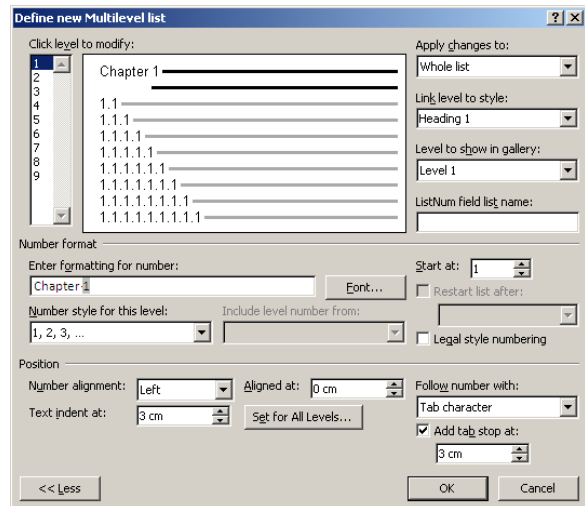 Define new Multilevel list
Click level to modify:
1
2
3
4
5
6
7
8
9
Chapter 1
1.1
1.1.1
1.1.1.1
1.1.1.1.1
1.1.1.1.1.1
1.1.1.1.1.1.1
1.1.1.1.1.1.1.1
1.1.1.1.1.1.1.1.1
Apply changes to:
Whole list
Link level to style:
Heading 1
Level to show in gallery:
Level 1
ListNum field list name:
Number format
Enter formatting for number:
Chapter 1
Font...
Number style for this level:
1, 2, 3, ...
Include level number from:
Start at: 1
Restart list after:
Legal style numbering
Position
Number alignment: Left
Aligned at: 0 cm
Text indent at: 3 cm
Set for All Levels...
Follow number with:
Tab character
Add tab stop at:
3 cm
<< Less
OK
Cancel